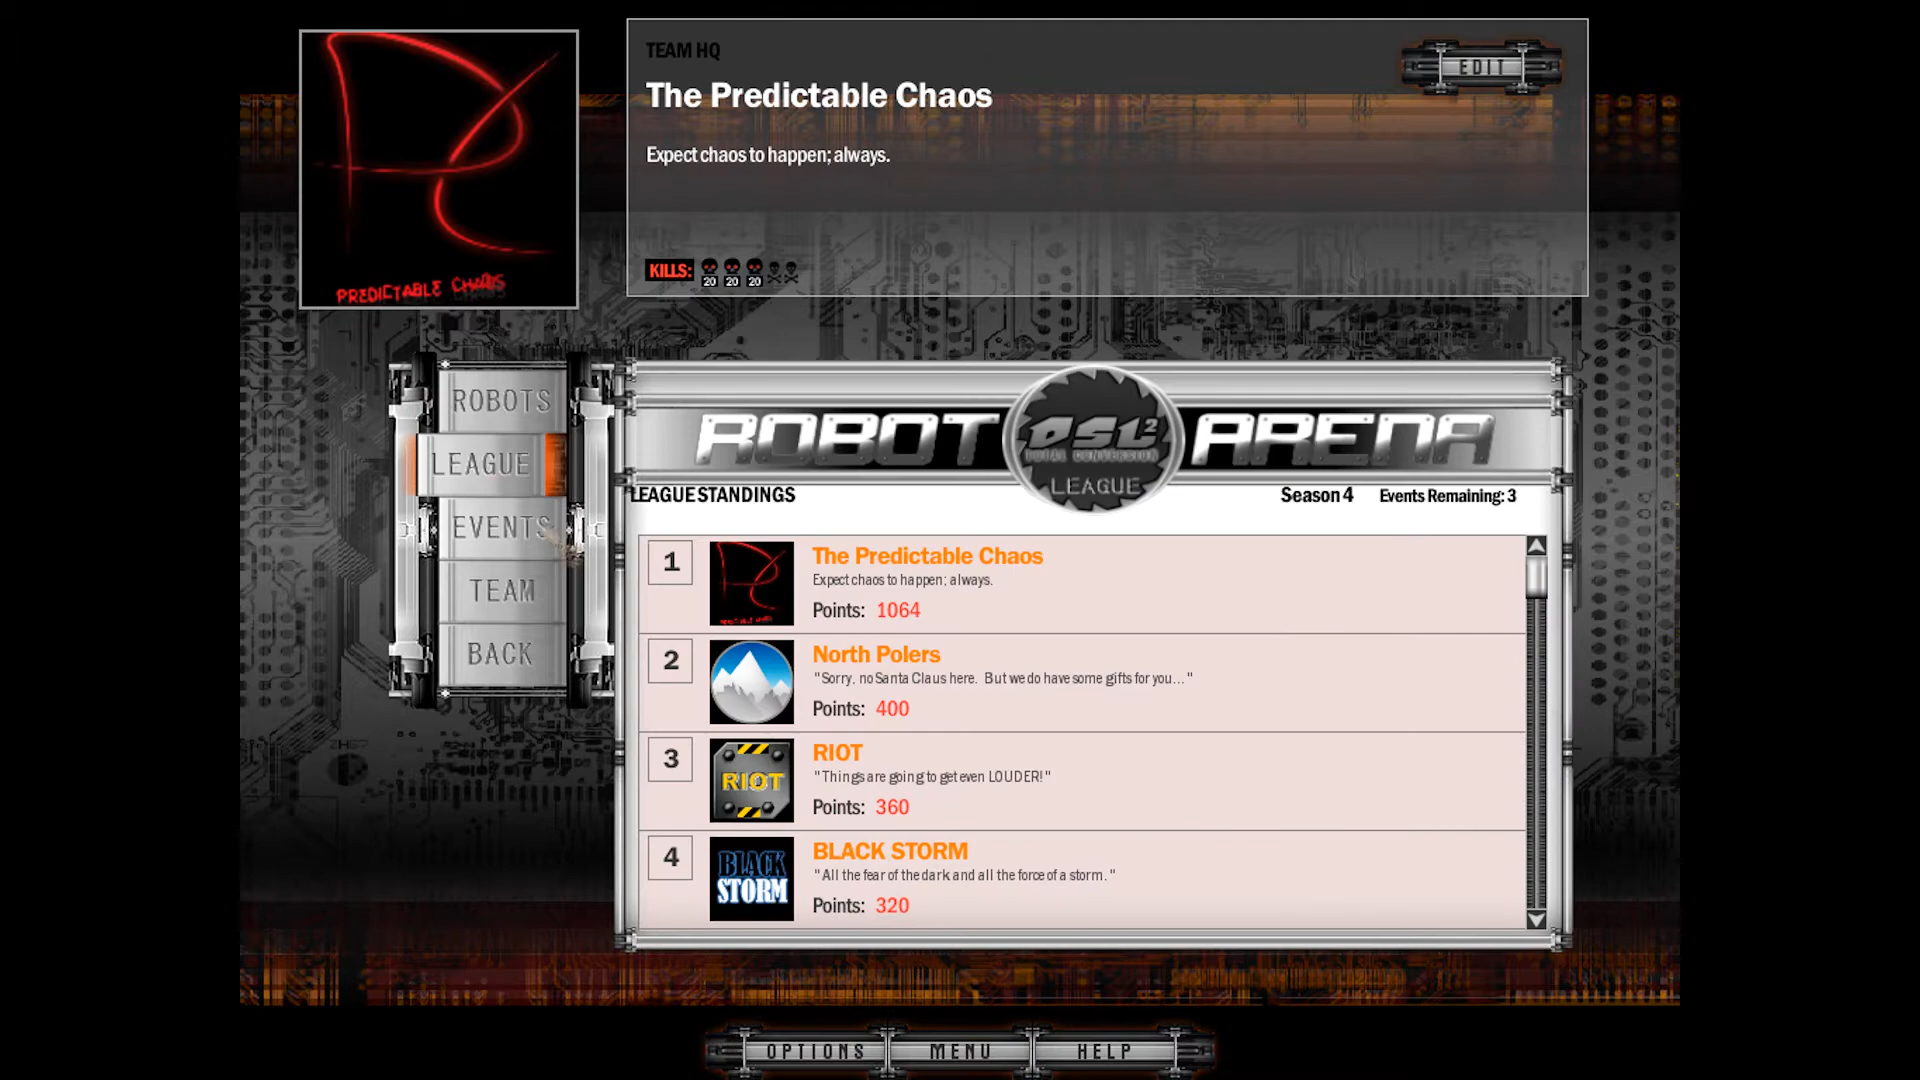 PREDICTABLE CHAOS
TEAM HQ
EDIT
The Predictable Chaos
Expect chaos to happen; always.
KILLS:
20 20 20
ROBOTS
LEAGUE
EVENTS
TEAM
BACK
ROBOT ARENA
DSL²
TOTAL CONVERSION
LEAGUE
LEAGUE STANDINGS
Season 4
Events Remaining: 3
1
The Predictable Chaos
Expect chaos to happen; always.
Points: 1064
2
North Polers
"Sorry, no Santa Claus here. But we do have some gifts for you..."
Points: 400
3
RIOT
RIOT
"Things are going to get even LOUDER!"
Points: 360
4
BLACK
STORM
BLACK STORM
"All the fear of the dark and all the force of a storm."
Points: 320
OPTIONS
MENU
HELP